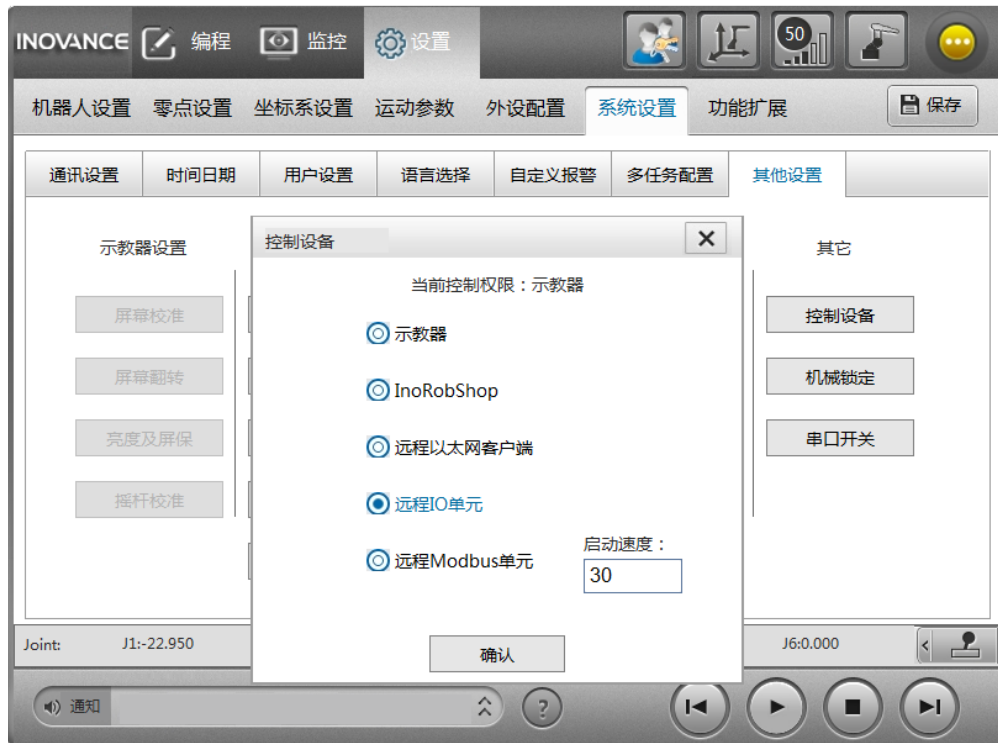 INOVANCE 编程 监控 设置 50
机器人设置 零点设置 坐标系设置 运动参数 外设配置 系统设置 功能扩展 保存
通讯设置 时间日期 用户设置 语言选择 自定义报警 多任务配置 其他设置
示教器设置
屏幕校准
屏幕翻转
亮度及屏保
摇杆校准
控制设备
当前控制权限：示教器
示教器
InoRobShop
远程以太网客户端
远程IO单元
远程Modbus单元
启动速度：
30
确认
其它
控制设备
机械锁定
串口开关
Joint: J1:-22.950 J6:0.000
通知 ?